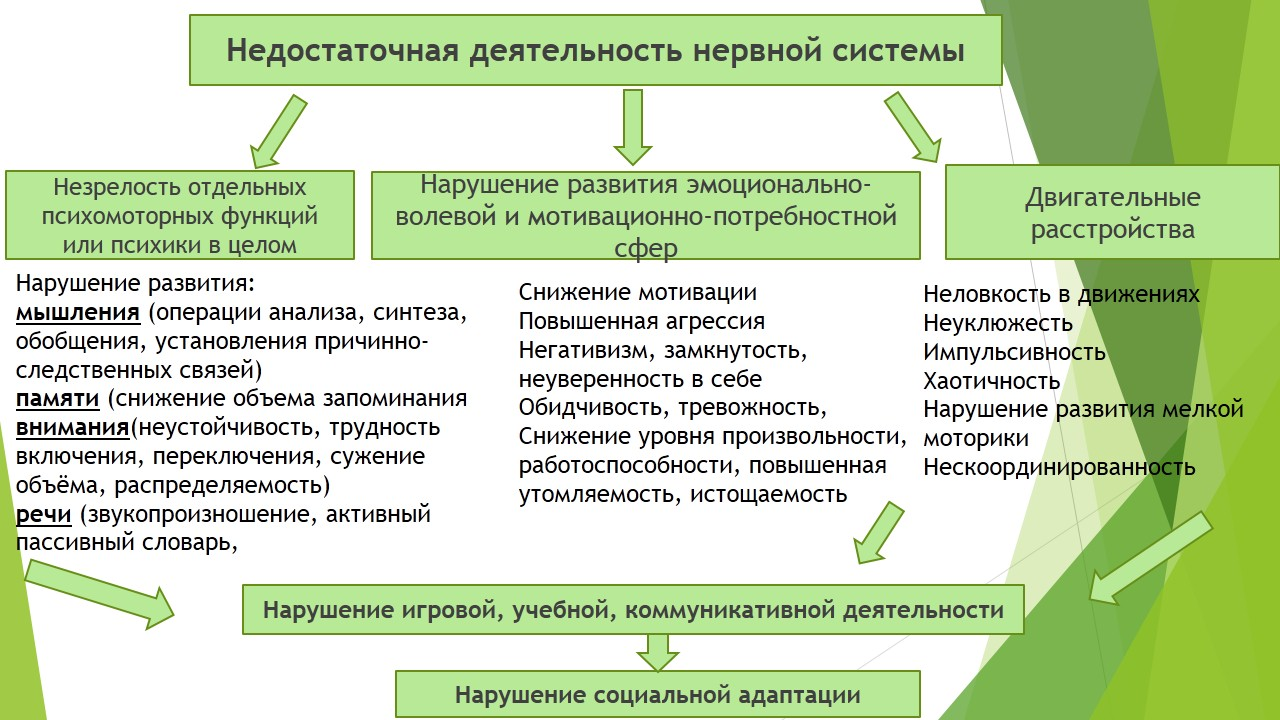 Недостаточная деятельность нервной системы
Незрелость отдельных
психомоторных функций
или психики в целом
Нарушение развития эмоционально-
волевой и мотивационно-потребностной
сфер
Двигательные
расстройства
Нарушение развития:
мышления (операции анализа, синтеза,
обобщения, установления причинно-
следственных связей)
памяти (снижение объема запоминания
внимания(неустойчивость, трудность
включения, переключения, сужение
объёма, распределяемость)
речи (звукопроизношение, активный
пассивный словарь,
Снижение мотивации
Повышенная агрессия
Негативизм, замкнутость,
неуверенность в себе
Обидчивость, тревожность,
Снижение уровня произвольности,
работоспособности, повышенная
утомляемость, истощаемость
Неловкость в движениях
Неуклюжесть
Импульсивность
Хаотичность
Нарушение развития мелкой
моторики
Нескоординированность
Нарушение игровой, учебной, коммуникативной деятельности
Нарушение социальной адаптации